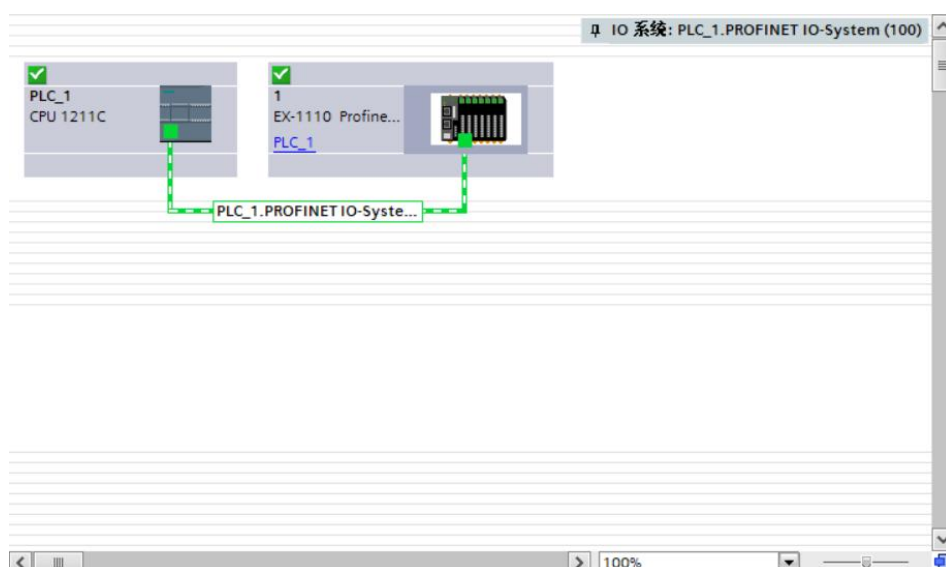 IO 系统: PLC_1.PROFINET IO-System (100)
PLC_1
CPU 1211C
1
EX-1110 Profine...
PLC_1
PLC_1.PROFINET IO-Syste...
100%